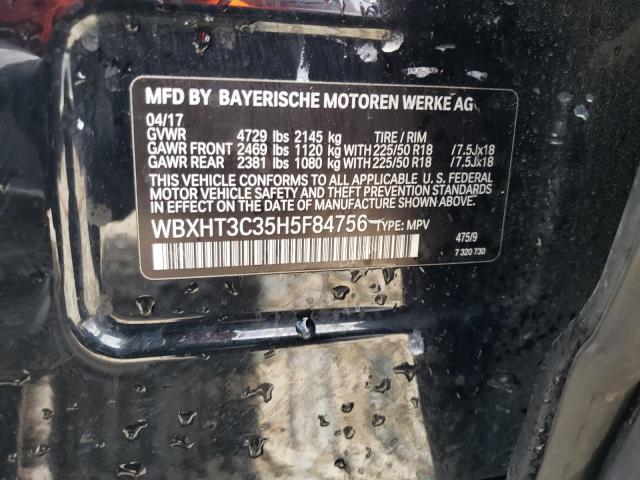 MFD BY BAYERISCHE MOTOREN WERKE AG
04/17
GVWR 4729 lbs 2145 kg TIRE / RIM
GAWR FRONT 2469 lbs 1120 kg WITH 225/50 R18 /7.5Jx18
GAWR REAR 2381 lbs 1080 kg WITH 225/50 R18 /7.5Jx18
THIS VEHICLE CONFORMS TO ALL APPLICABLE U. S. FEDERAL
MOTOR VEHICLE SAFETY, BUMPER, AND THEFT PREVENTION
STANDARDS IN EFFECT ON THE DATE OF MANUFACTURE SHOWN ABOVE.
WBXHT3C35H5F84756 TYPE: MPV
475/9
7 320 730